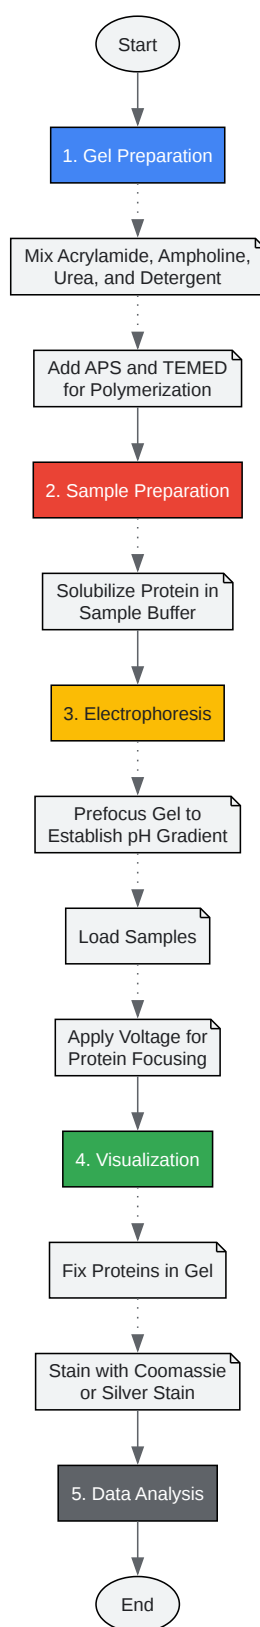 Start
1. Gel Preparation
Mix Acrylamide, Ampholine,
Urea, and Detergent
Add APS and TEMED
for Polymerization
2. Sample Preparation
Solubilize Protein in
Sample Buffer
3. Electrophoresis
Prefocus Gel to
Establish pH Gradient
Load Samples
Apply Voltage for
Protein Focusing
4. Visualization
Fix Proteins in Gel
Stain with Coomassie
or Silver Stain
5. Data Analysis
End